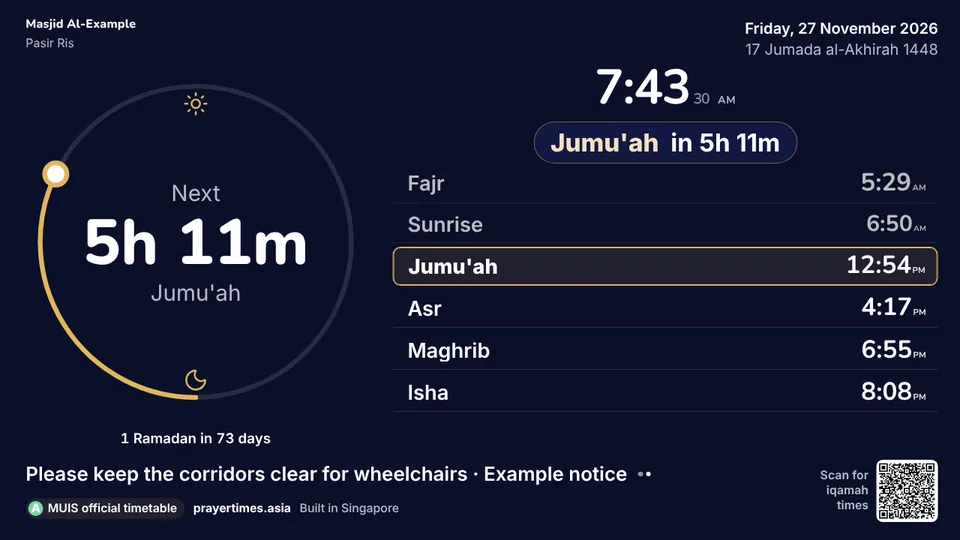 Masjid Al-Example
Pasir Ris
Friday, 27 November 2026
17 Jumada al-Akhirah 1448
7:43 30 AM
Jumu'ah in 5h 11m
Next
5h 11m
Jumu'ah
Fajr 5:29 AM
Sunrise 6:50 AM
Jumu'ah 12:54 PM
Asr 4:17 PM
Maghrib 6:55 PM
Isha 8:08 PM
1 Ramadan in 73 days
Please keep the corridors clear for wheelchairs · Example notice
A MUIS official timetable prayertimes.asia Built in Singapore
Scan for
iqamah
times